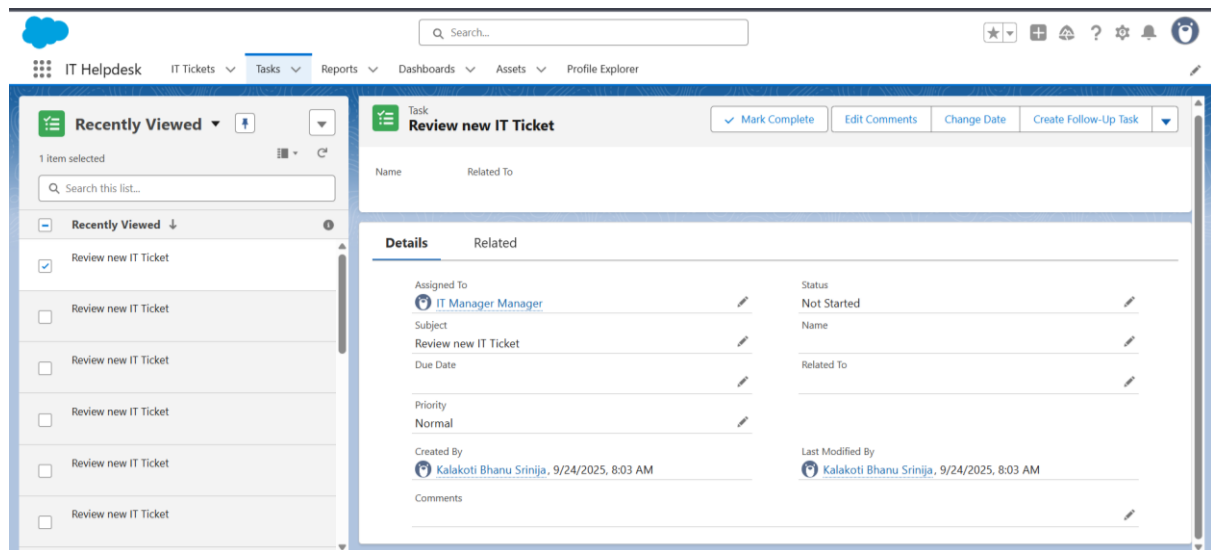 Search...
IT Helpdesk IT Tickets Tasks Reports Dashboards Assets Profile Explorer
Recently Viewed
1 item selected
Search this list...
Recently Viewed
Review new IT Ticket
Review new IT Ticket
Review new IT Ticket
Review new IT Ticket
Review new IT Ticket
Review new IT Ticket
Task
Review new IT Ticket
Mark Complete Edit Comments Change Date Create Follow-Up Task
Name Related To
Details Related
Assigned To
IT Manager Manager
Status
Not Started
Subject
Review new IT Ticket
Name
Due Date
Related To
Priority
Normal
Created By
Kalakoti Bhanu Srinija, 9/24/2025, 8:03 AM
Last Modified By
Kalakoti Bhanu Srinija, 9/24/2025, 8:03 AM
Comments